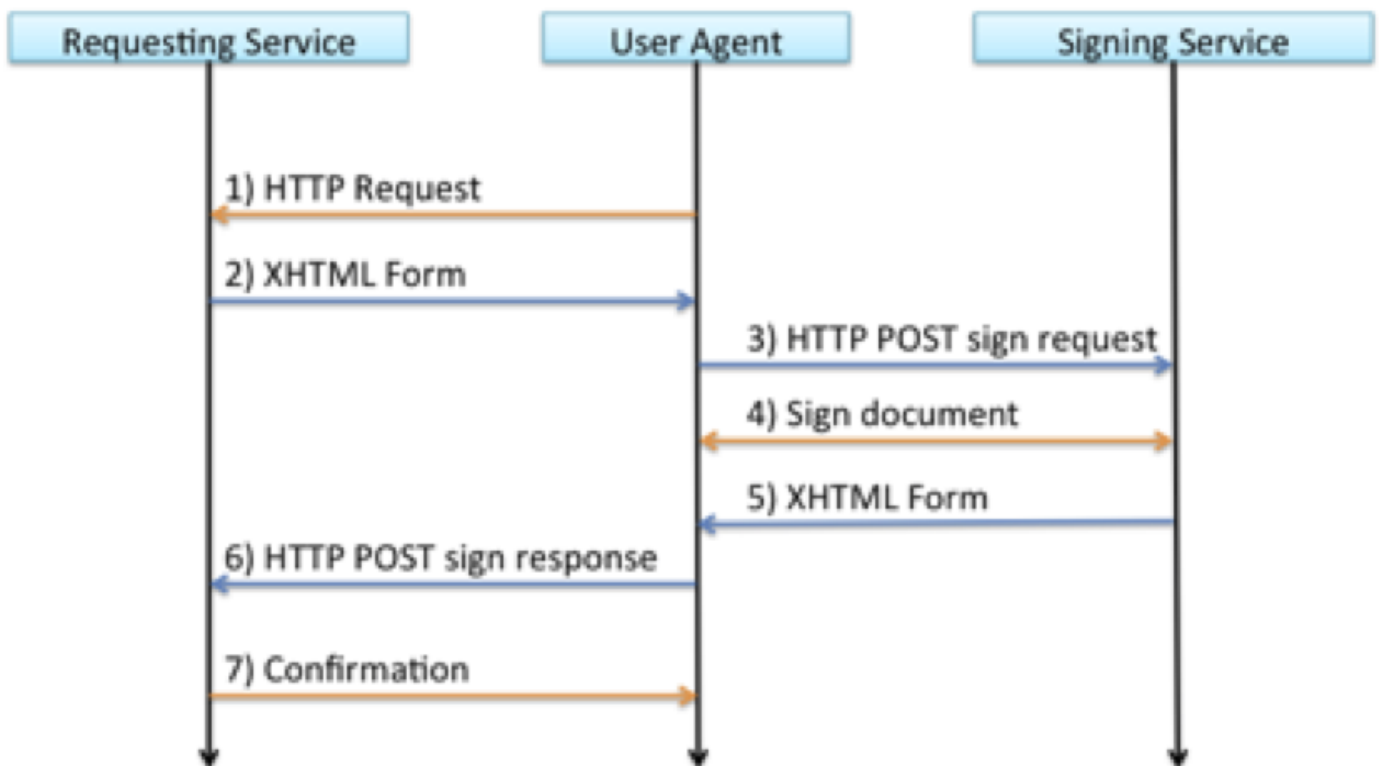 Requesting Service
User Agent
Signing Service
1) HTTP Request
2) XHTML Form
3) HTTP POST sign request
4) Sign document
5) XHTML Form
6) HTTP POST sign response
7) Confirmation